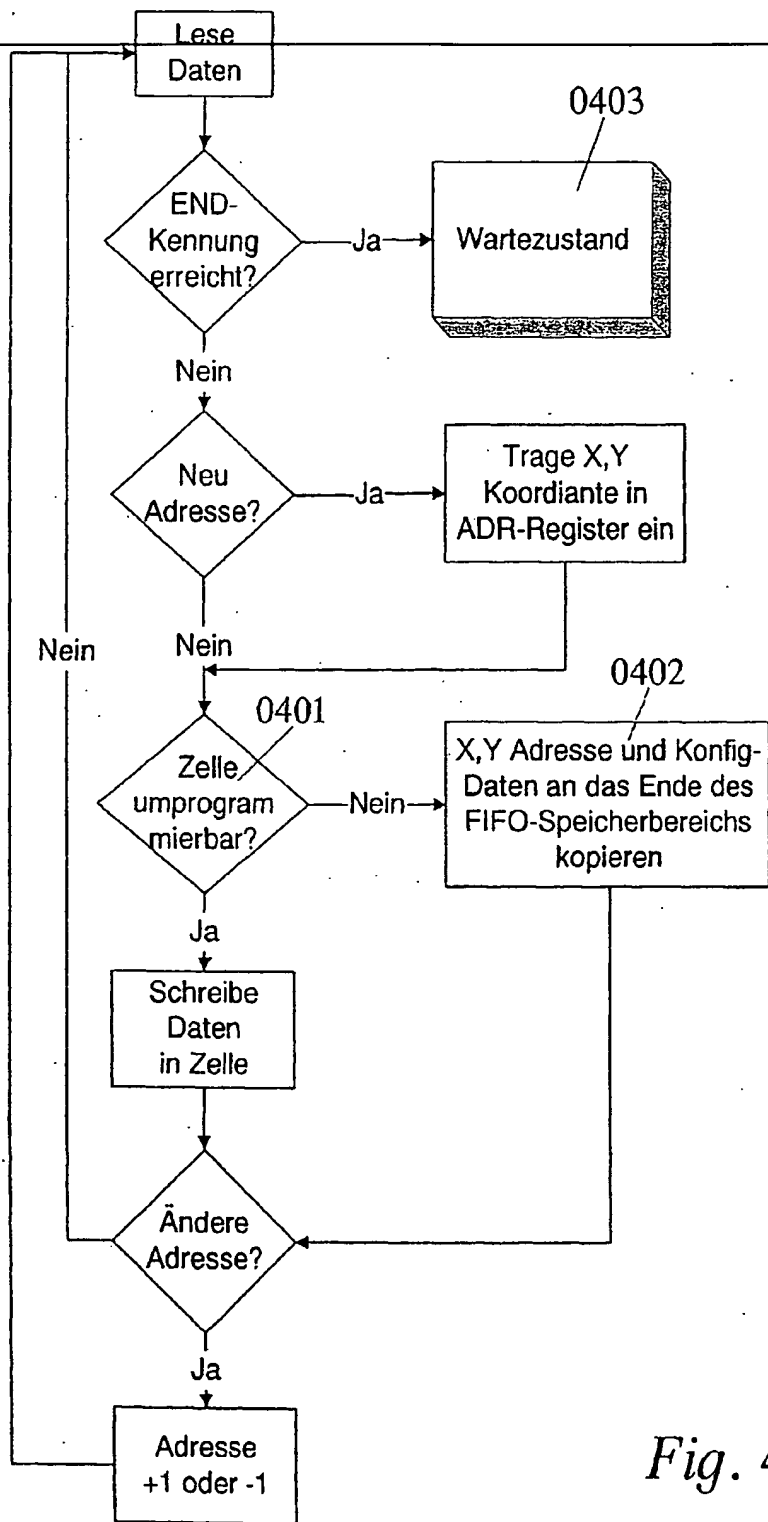 Lese
Daten
0403
END-
Kennung
erreicht?
Ja
Wartezustand
Nein
Neu
Adresse?
Ja
Trage X,Y
Koordiante in
ADR-Register ein
Nein
Nein
0401
0402
Zelle
umprogram
mierbar?
Nein
X,Y Adresse und Konfig-
Daten an das Ende des
FIFO-Speicherbereichs
kopieren
Ja
Schreibe
Daten
in Zelle
Ändere
Adresse?
Ja
Adresse
+1 oder -1
Fig. 4